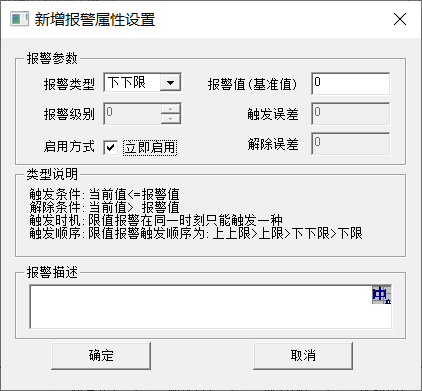 新增报警属性设置
报警参数
报警类型 下下限 报警值(基准值) 0
报警级别 0 触发误差 0
启用方式 立即启用 解除误差 0
类型说明
触发条件: 当前值<=报警值
解除条件: 当前值> 报警值
触发时机: 限值报警在同一时刻只能触发一种
触发顺序: 限值报警触发顺序为: 上上限>上限>下下限>下限
报警描述
中
确定 取消